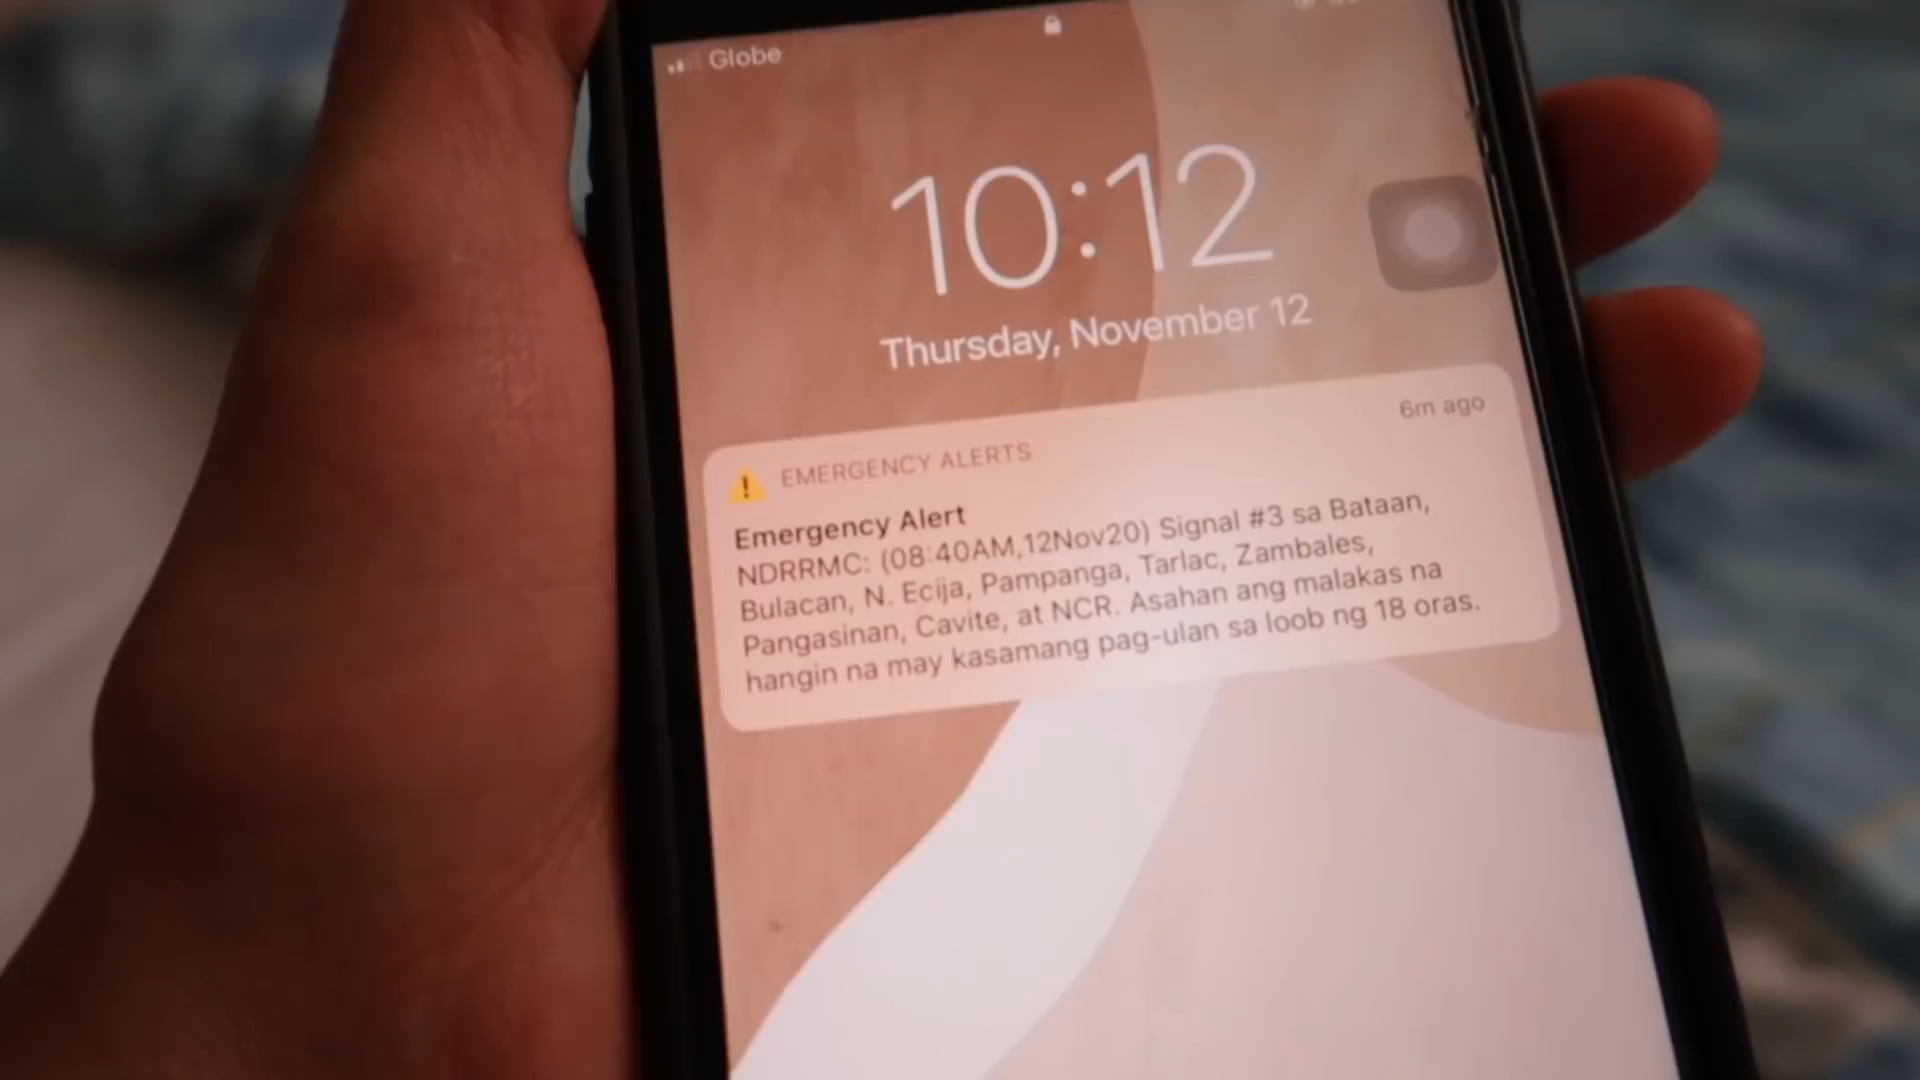 Globe
10:12
Thursday, November 12
6m ago
EMERGENCY ALERTS
Emergency Alert
NDRRMC: (08:40AM,12Nov20) Signal #3 sa Bataan,
Bulacan, N. Ecija, Pampanga, Tarlac, Zambales,
Pangasinan, Cavite, at NCR. Asahan ang malakas na
hangin na may kasamang pag-ulan sa loob ng 18 oras.